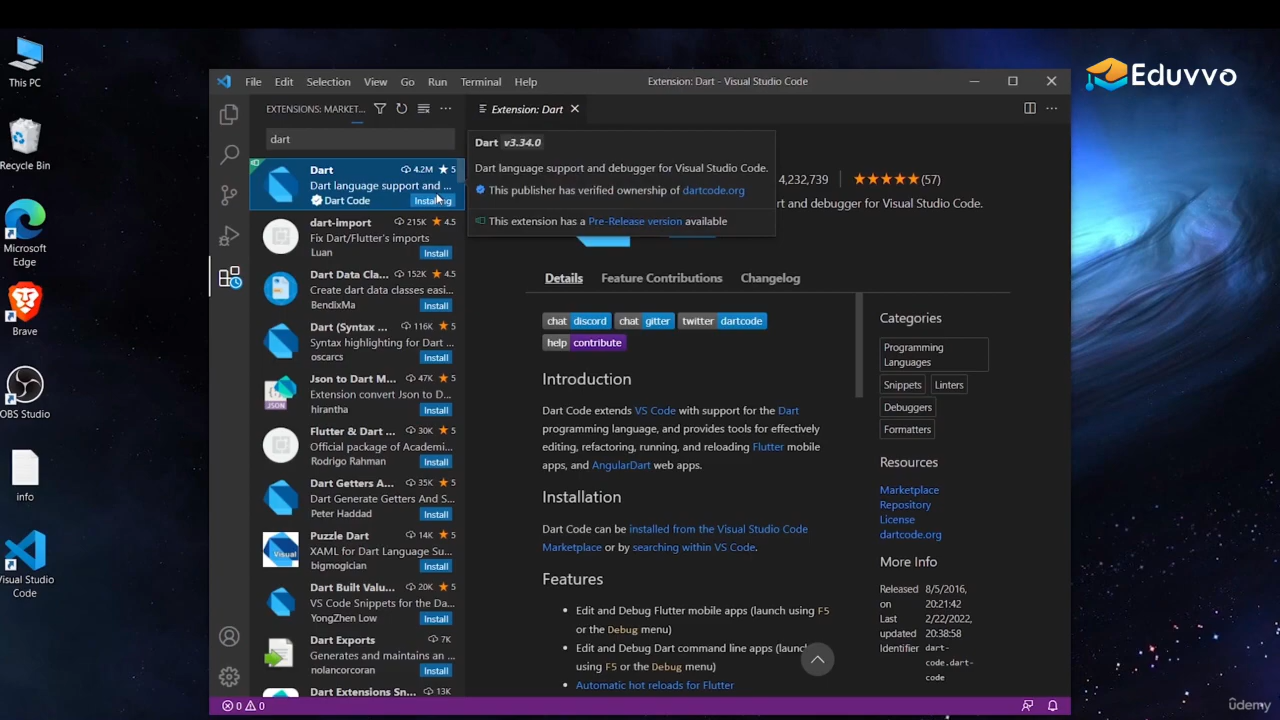 This PC
Recycle Bin
Microsoft
Edge
Brave
OBS Studio
info
Visual Studio
Code
File Edit Selection View Go Run Terminal Help
Extension: Dart - Visual Studio Code
Eduvvo
EXTENSIONS: MARKET...
Extension: Dart
dart
Dart 4.2M 5
Dart language support and ...
Dart Code Installing
dart-import 215K 4.5
Fix Dart/Flutter's imports
Luan Install
Dart Data Cla... 152K 4.5
Create dart data classes easi...
BendixMa Install
Dart (Syntax ... 116K 5
Syntax highlighting for Dart ...
oscarcs Install
Json to Dart M... 47K 5
Extension convert Json to D...
hirantha Install
Flutter & Dart ... 30K 5
Official package of Academi...
Rodrigo Rahman Install
Dart Getters A... 35K 5
Dart Generate Getters And S...
Peter Haddad Install
Puzzle Dart 14K 5
XAML for Dart Language Su...
bigmogician Install
Visual
Dart Built Valu... 20K 5
VS Code Snippets for the Da...
YongZhen Low Install
Dart Exports 7K
Generates and maintains an ...
nolancorcoran Install
Dart Extensions Sn... 13K
JSON
Dart v3.34.0
Dart language support and debugger for Visual Studio Code.
This publisher has verified ownership of dartcode.org
This extension has a Pre-Release version available
4,232,739 (57)
rt and debugger for Visual Studio Code.
Details Feature Contributions Changelog
chat discord chat gitter twitter dartcode
help contribute
Introduction
Dart Code extends VS Code with support for the Dart
programming language, and provides tools for effectively
editing, refactoring, running, and reloading Flutter mobile
apps, and AngularDart web apps.
Installation
Dart Code can be installed from the Visual Studio Code
Marketplace or by searching within VS Code.
Features
• Edit and Debug Flutter mobile apps (launch using F5
or the Debug menu)
• Edit and Debug Dart command line apps (launc
using F5 or the Debug menu)
• Automatic hot reloads for Flutter
Categories
Programming
Languages
Snippets Linters
Debuggers
Formatters
Resources
Marketplace
Repository
License
dartcode.org
More Info
Released 8/5/2016,
on 20:21:42
Last 2/22/2022,
updated 20:38:58
Identifier dart-
code.dart-
code
0 0
udemy